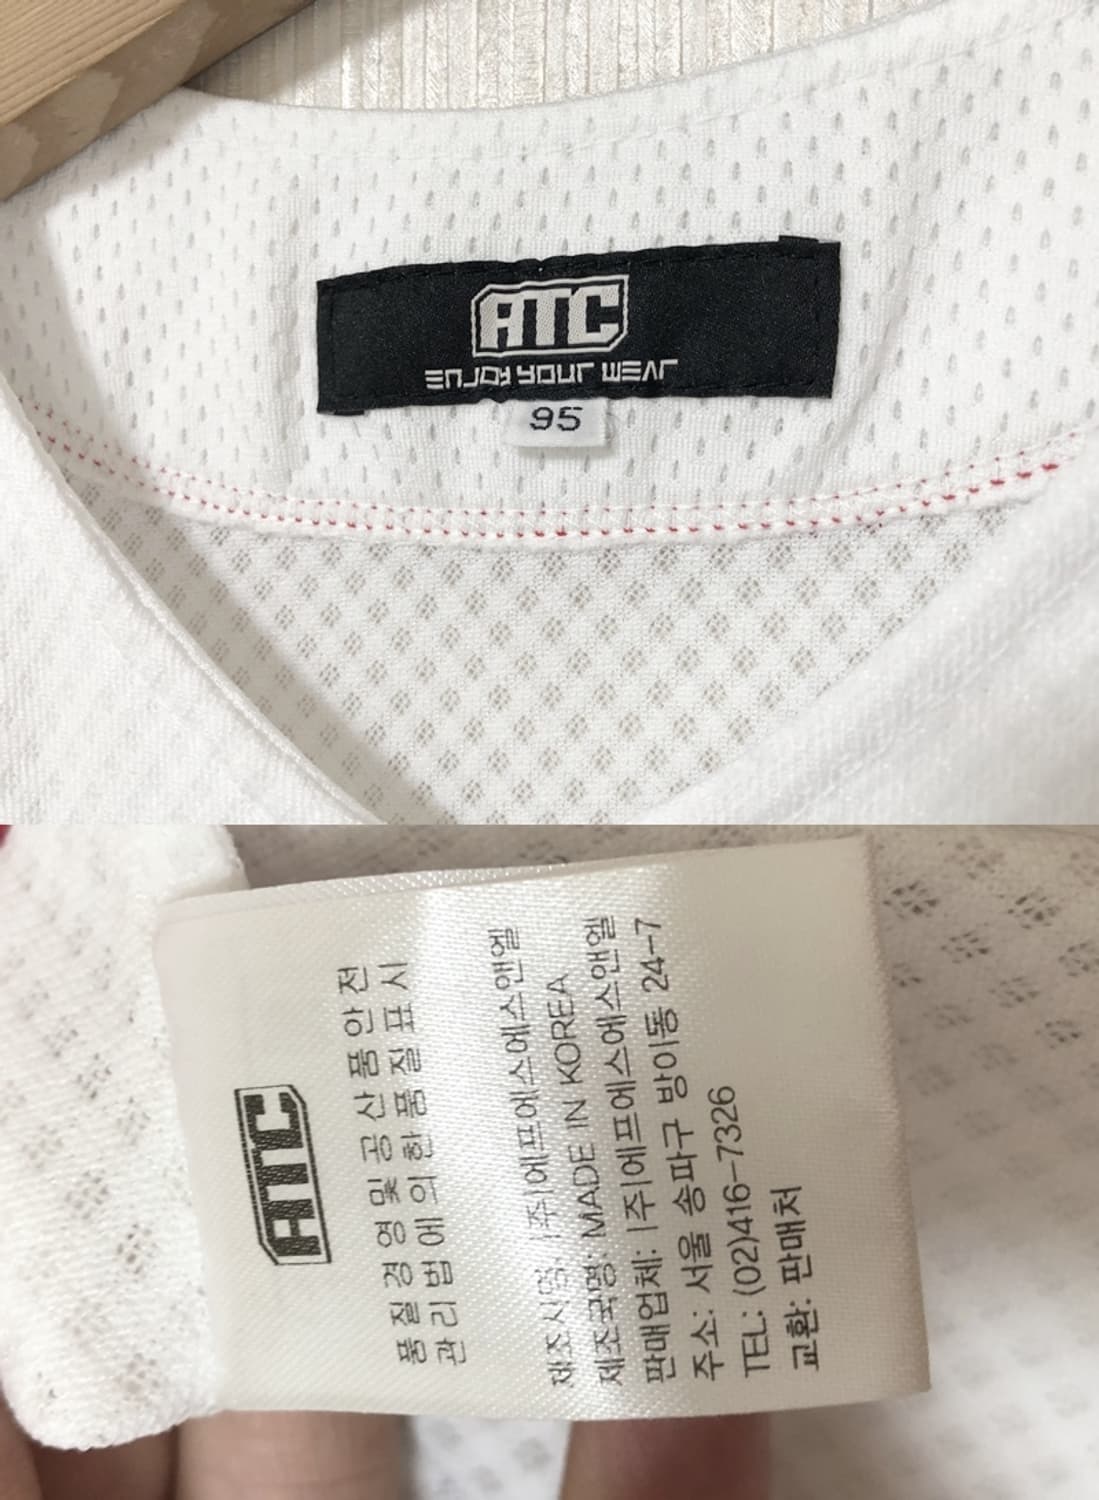 ATC
ENJOY YOUR WEAR
95
ATC
품질경영및공산품안전
관리법에의한품질표시
제조사명: |주|에프에스에스앤엘
제조국명: MADE IN KOREA
판매업체: |주|에프에스에스앤엘
주소: 서울 송파구 방이동 24-7
TEL: (02)416-7326
교환: 판매처